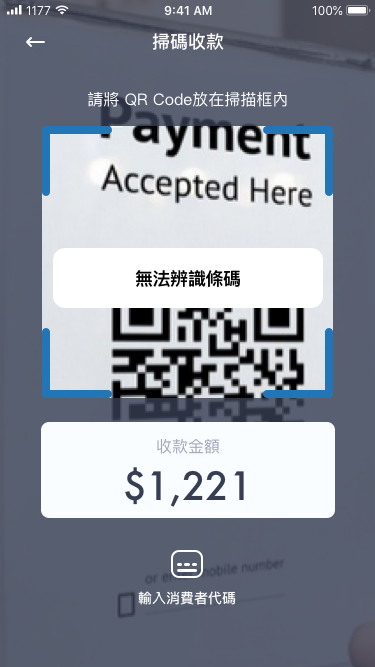 1177 9:41 AM 100%
掃碼收款
請將 QR Code放在掃描框內
Payment
Accepted Here
無法辨識條碼
收款金額
$1,221
or enter mobile number
輸入消費者代碼